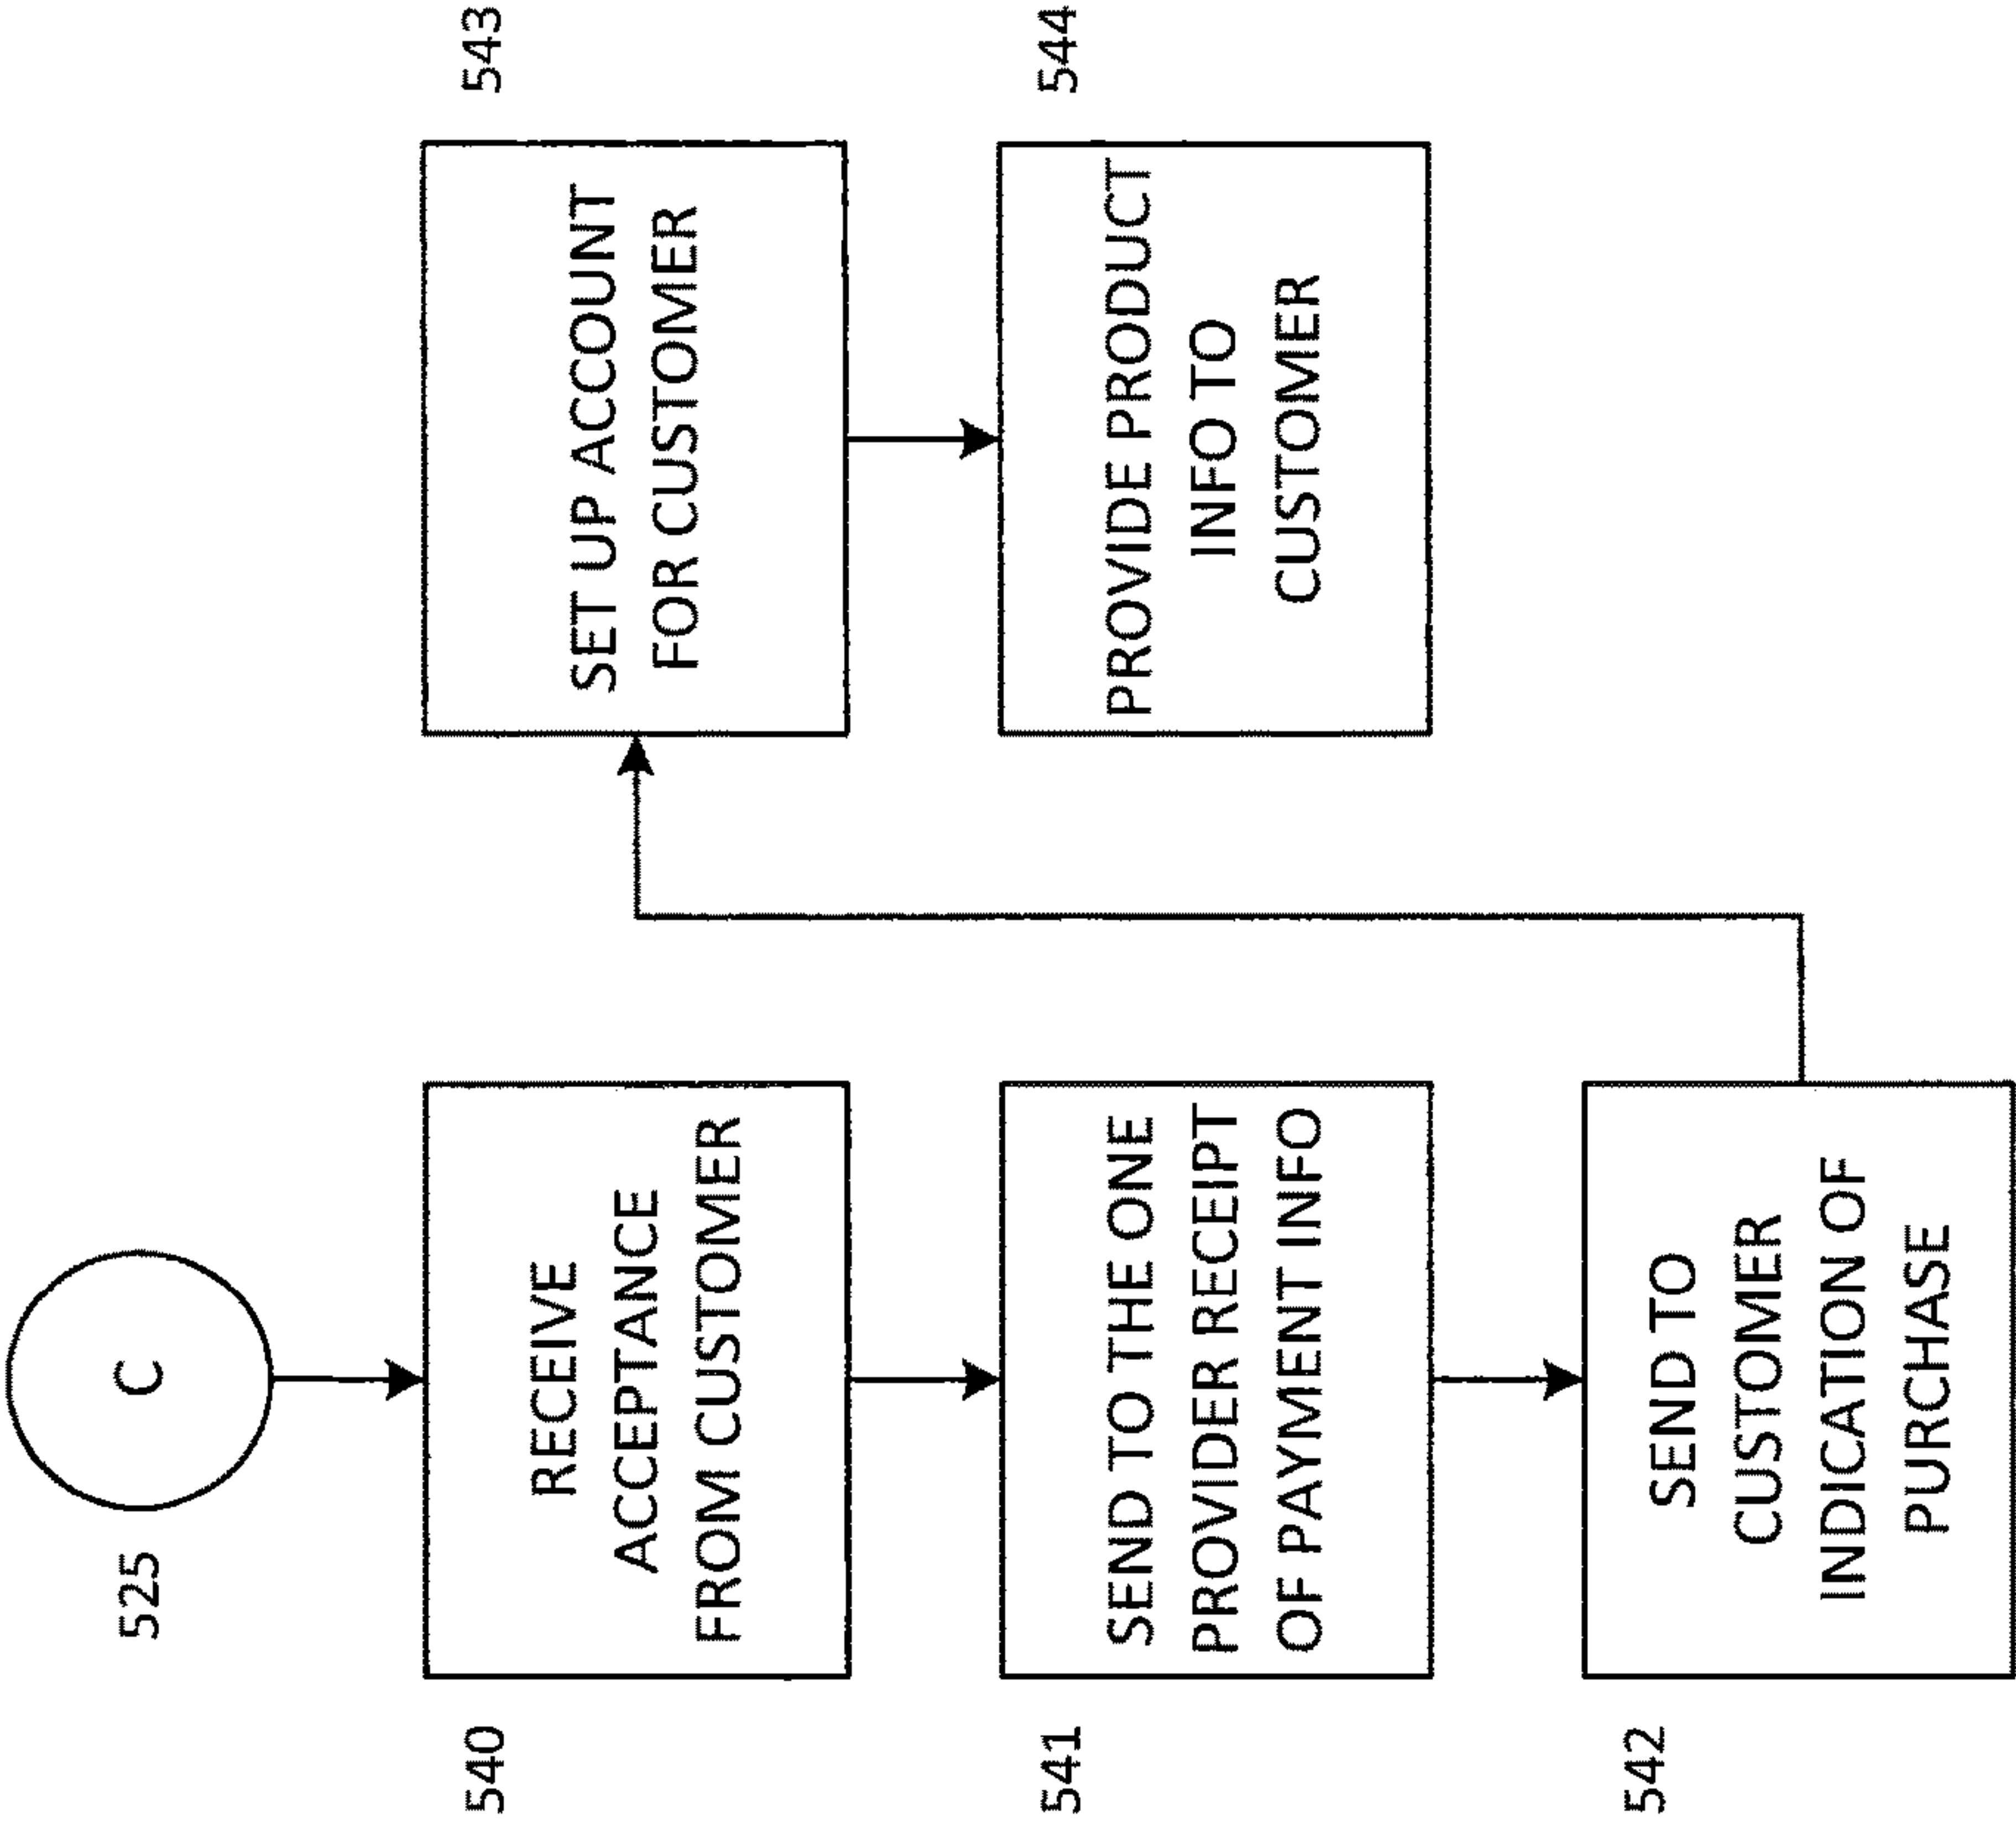 525
C
540
RECEIVE
ACCEPTANCE
FROM CUSTOMER
541
SEND TO THE ONE
PROVIDER RECEIPT
OF PAYMENT INFO
542
SEND TO
CUSTOMER
INDICATION OF
PURCHASE
543
SET UP ACCOUNT
FOR CUSTOMER
544
PROVIDE PRODUCT
INFO TO
CUSTOMER